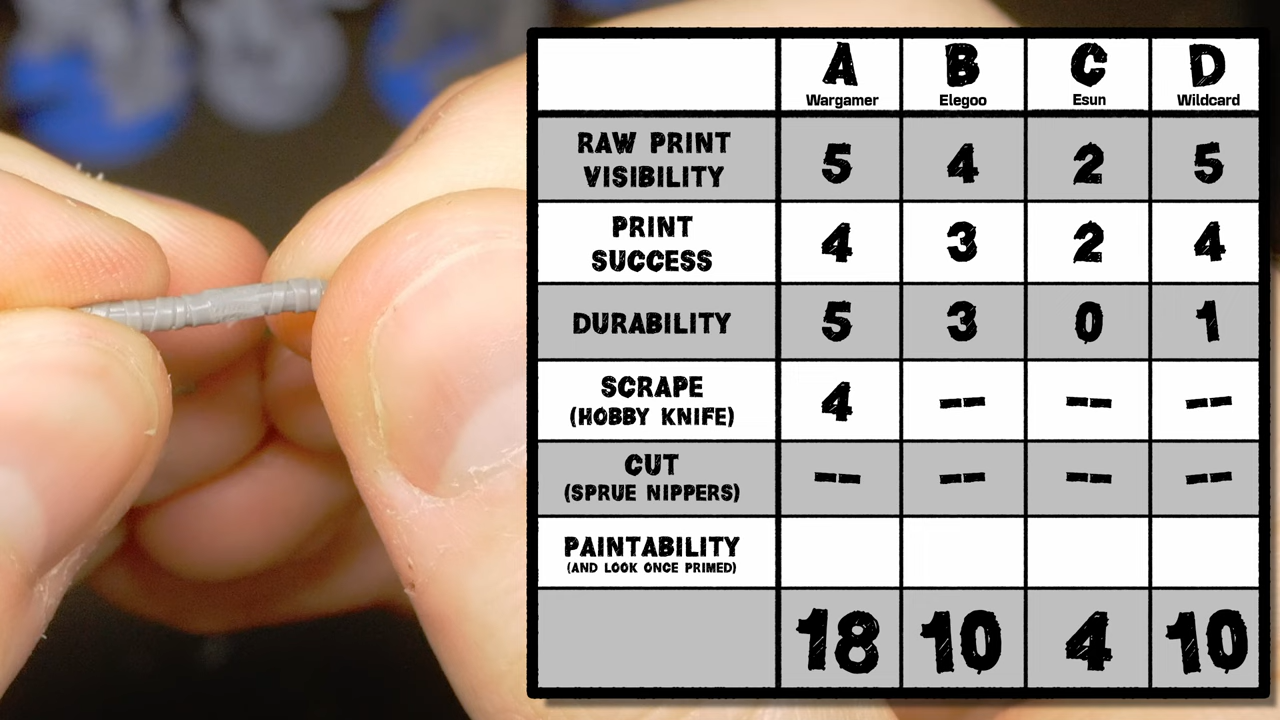 A B C D
Wargamer Elegoo Esun Wildcard
RAW PRINT
VISIBILITY 5 4 2 5
PRINT
SUCCESS 4 3 2 4
DURABILITY 5 3 0 1
SCRAPE
(HOBBY KNIFE) 4 -- -- --
CUT
(SPRUE NIPPERS) -- -- -- --
PAINTABILITY
(AND LOOK ONCE PRIMED)
18 10 4 10